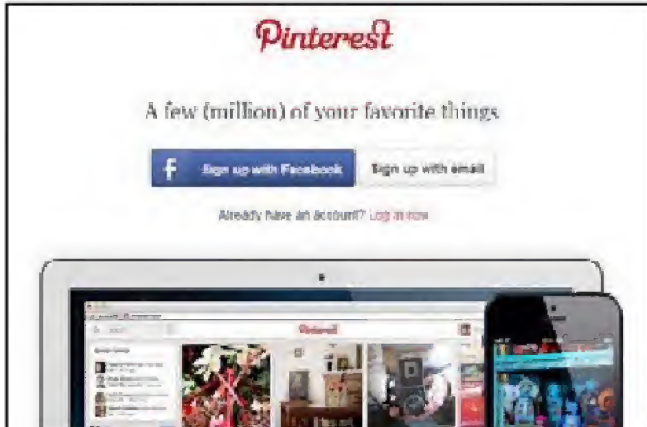 Pinterest
A few (million) of your favorite things
f Sign up with Facebook Sign up with email
Already have an account? Log in now
Pinterest